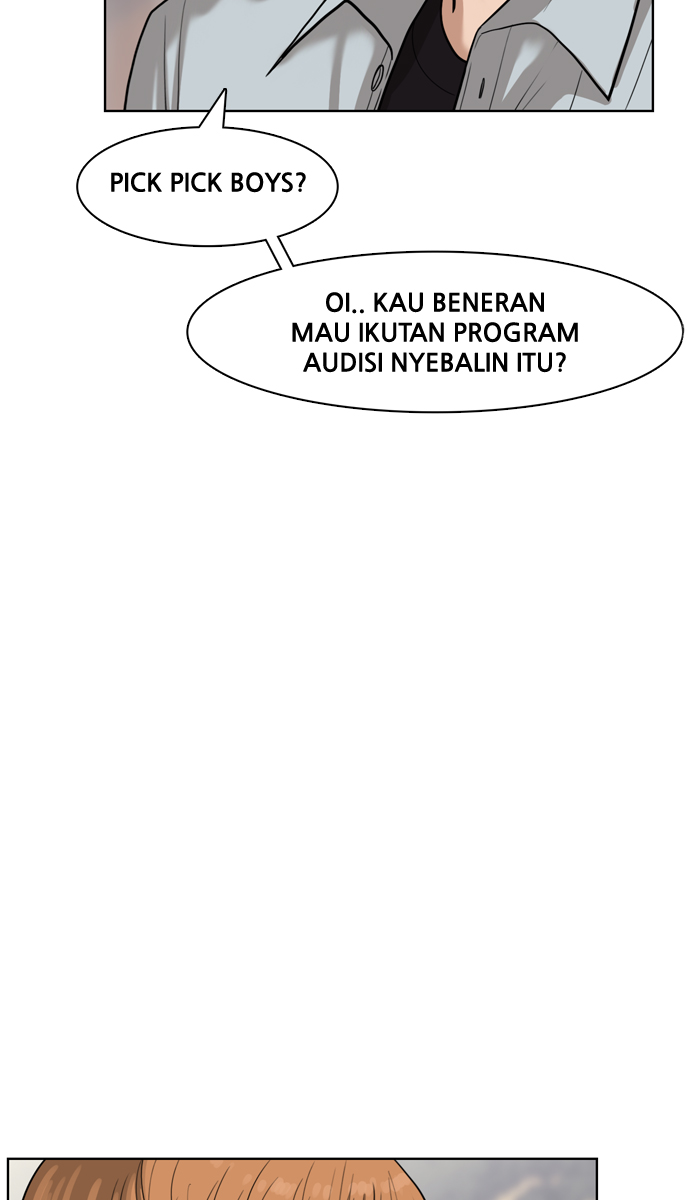 PICK PICK BOYS?
OI.. KAU BENERAN
MAU IKUTAN PROGRAM
AUDISI NYEBALIN ITU?